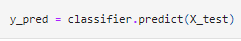 y_pred = classifier.predict(X_test)